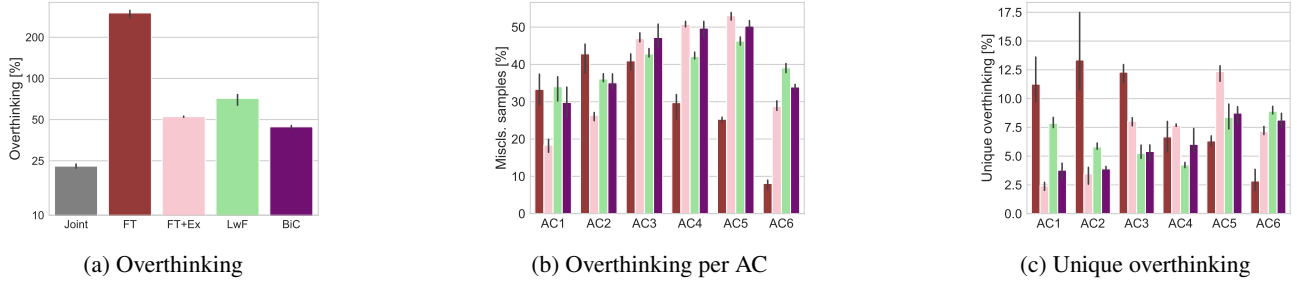 Overthinking [%]
200
100
50
25
10
Joint FT FT+Ex LwF BiC
(a) Overthinking
Miscls. samples [%]
50
40
30
20
10
0
AC1 AC2 AC3 AC4 AC5 AC6
(b) Overthinking per AC
Unique overthinking [%]
17.5
15.0
12.5
10.0
7.5
5.0
2.5
0.0
AC1 AC2 AC3 AC4 AC5 AC6
(c) Unique overthinking